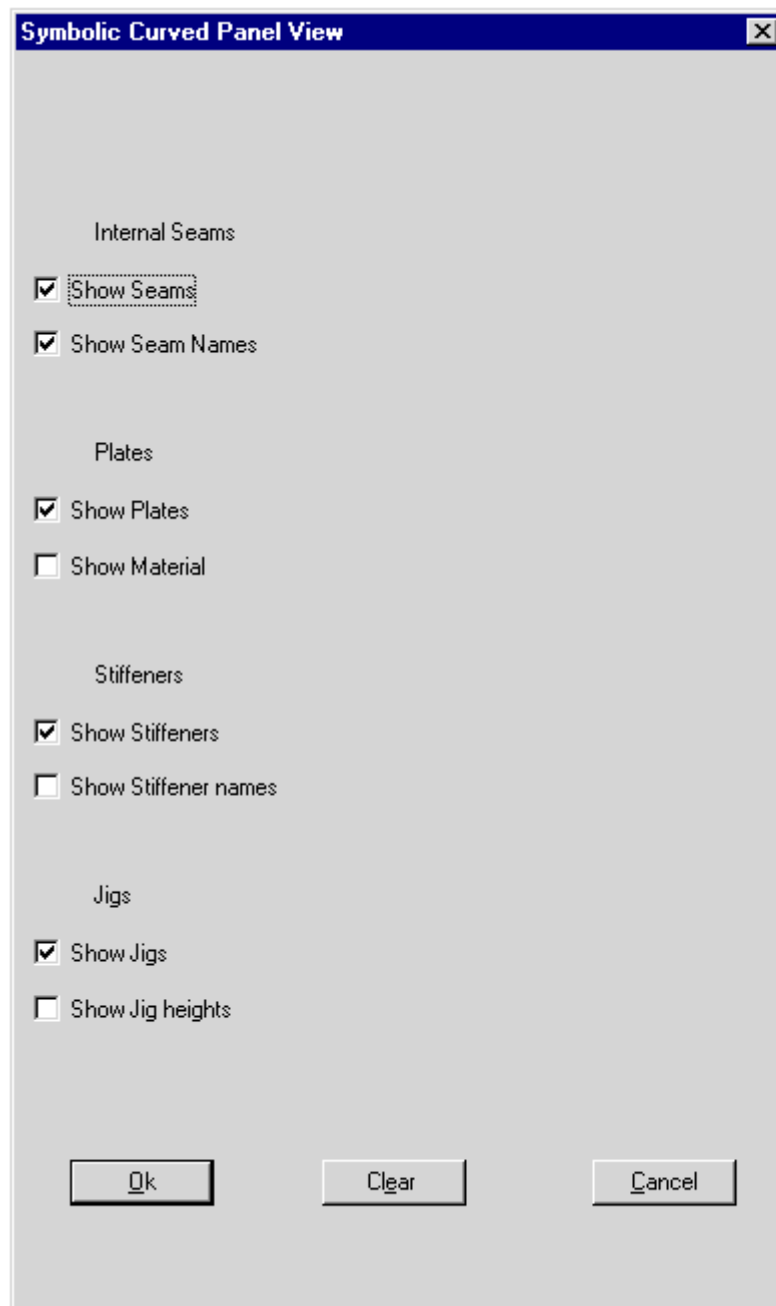 Symbolic Curved Panel View
Internal Seams
Show Seams
Show Seam Names
Plates
Show Plates
Show Material
Stiffeners
Show Stiffeners
Show Stiffener names
Jigs
Show Jigs
Show Jig heights
Ok Clear Cancel